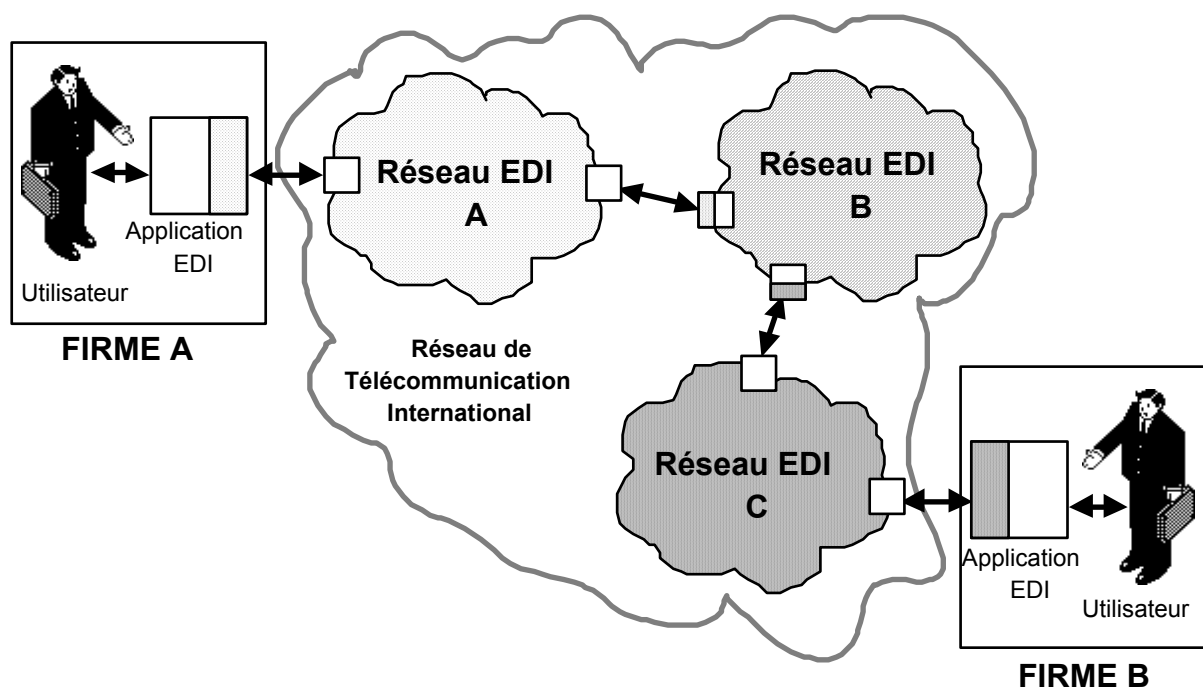 Application
EDI
Utilisateur
FIRME A
Réseau EDI
A
Réseau EDI
B
Réseau de
Télécommunication
International
Réseau EDI
C
Application
EDI
Utilisateur
FIRME B